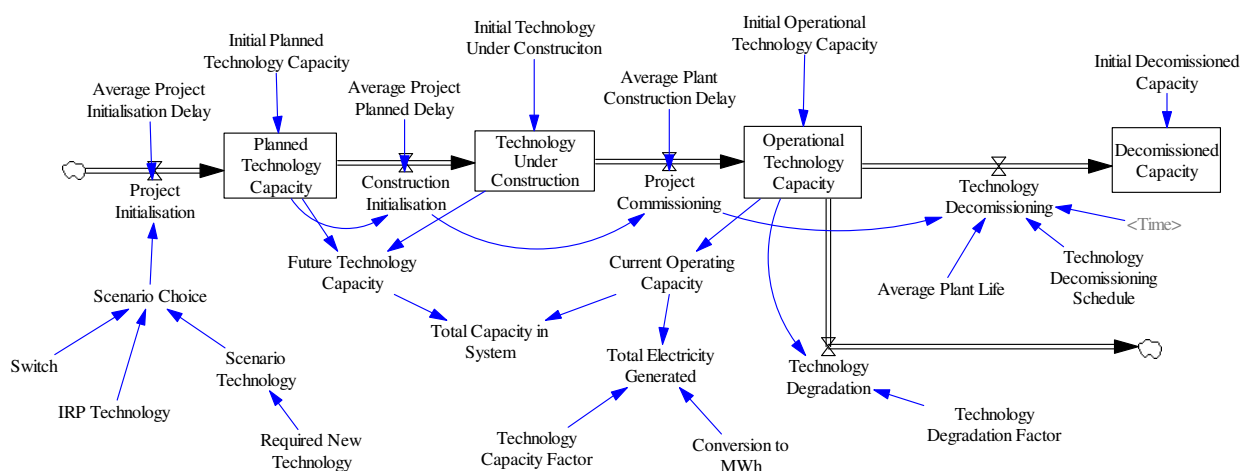 Initial Planned
Technology Capacity
Initial Technology
Under Construciton
Initial Operational
Technology Capacity
Initial Decomissioned
Capacity
Average Project
Initialisation Delay
Average Project
Planned Delay
Average Plant
Construction Delay
Planned
Technology
Capacity
Technology
Under
Construction
Operational
Technology
Capacity
Decomissioned
Capacity
Project
Initialisation
Construction
Initialisation
Project
Commissioning
Technology
Decomissioning
<Time>
Future Technology
Capacity
Current Operating
Capacity
Average Plant Life
Technology
Decomissioning
Schedule
Scenario Choice
Total Capacity in
System
Switch
Scenario
Technology
Total Electricity
Generated
Technology
Degradation
IRP Technology
Required New
Technology
Technology
Capacity Factor
Conversion to
MWh
Technology
Degradation Factor